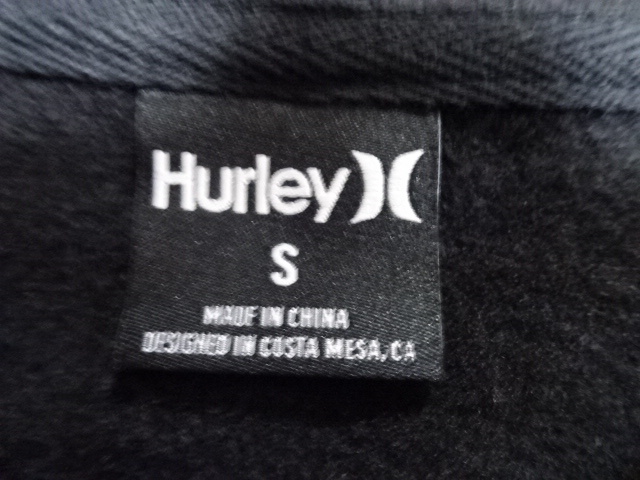 Hurley
S
MADE IN CHINA
DESIGNED IN COSTA MESA, CA